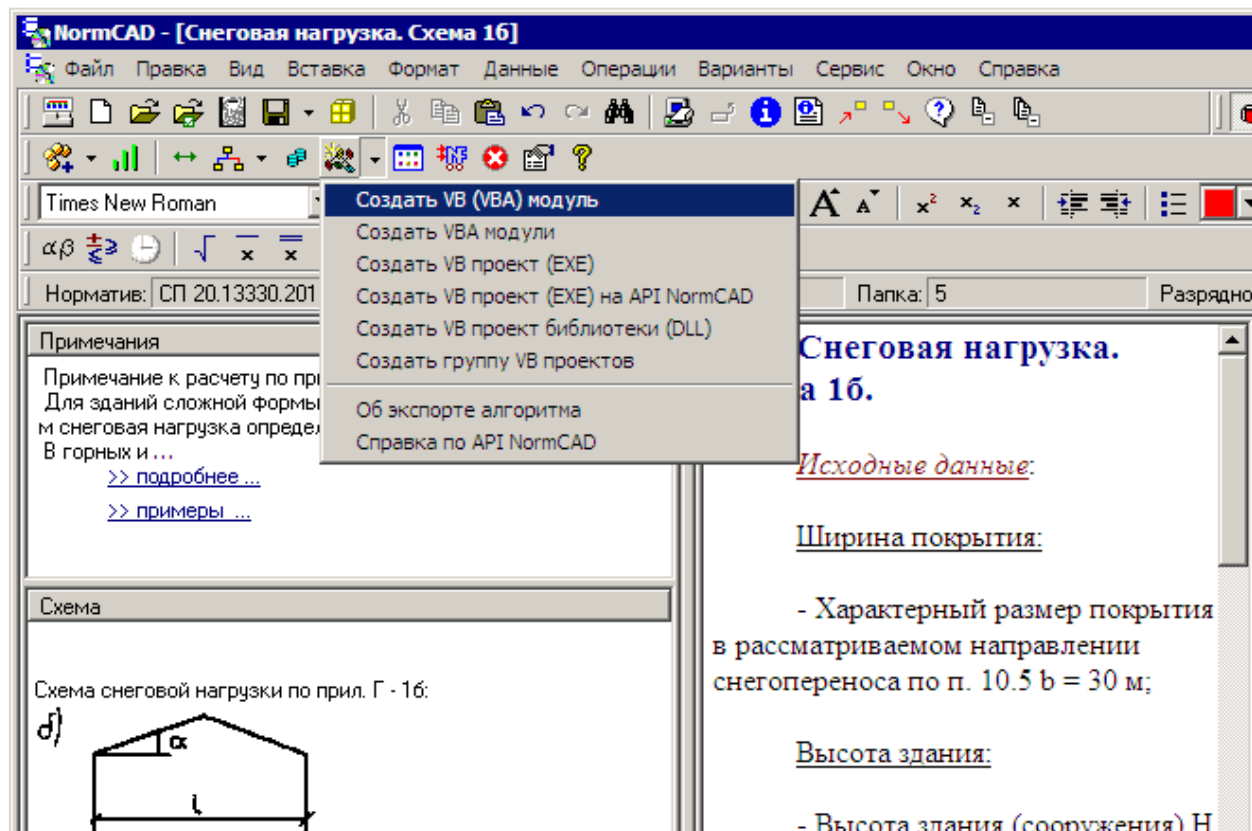 NormCAD - [Снеговая нагрузка. Схема 1б]
Файл Правка Вид Вставка Формат Данные Операции Варианты Сервис Окно Справка
Times New Roman
Создать VB (VBA) модуль
Создать VBA модули
Создать VB проект (EXE)
Создать VB проект (EXE) на API NormCAD
Создать VB проект библиотеки (DLL)
Создать группу VB проектов
Об экспорте алгоритма
Справка по API NormCAD
αβ
Норматив: СП 20.13330.201
Папка: 5
Разрядно
Примечания
Примечание к расчету по при
Для зданий сложной формы
м снеговая нагрузка определ
В горных и ...
>> подробнее ...
>> примеры ...
Схема
Схема снеговой нагрузки по прил. Г - 1б:
б)
α
l
Снеговая нагрузка.
а 1б.
Исходные данные:
Ширина покрытия:
- Характерный размер покрытия
в рассматриваемом направлении
снегопереноса по п. 10.5 b = 30 м;
Высота здания:
- Высота здания (сооружения) H